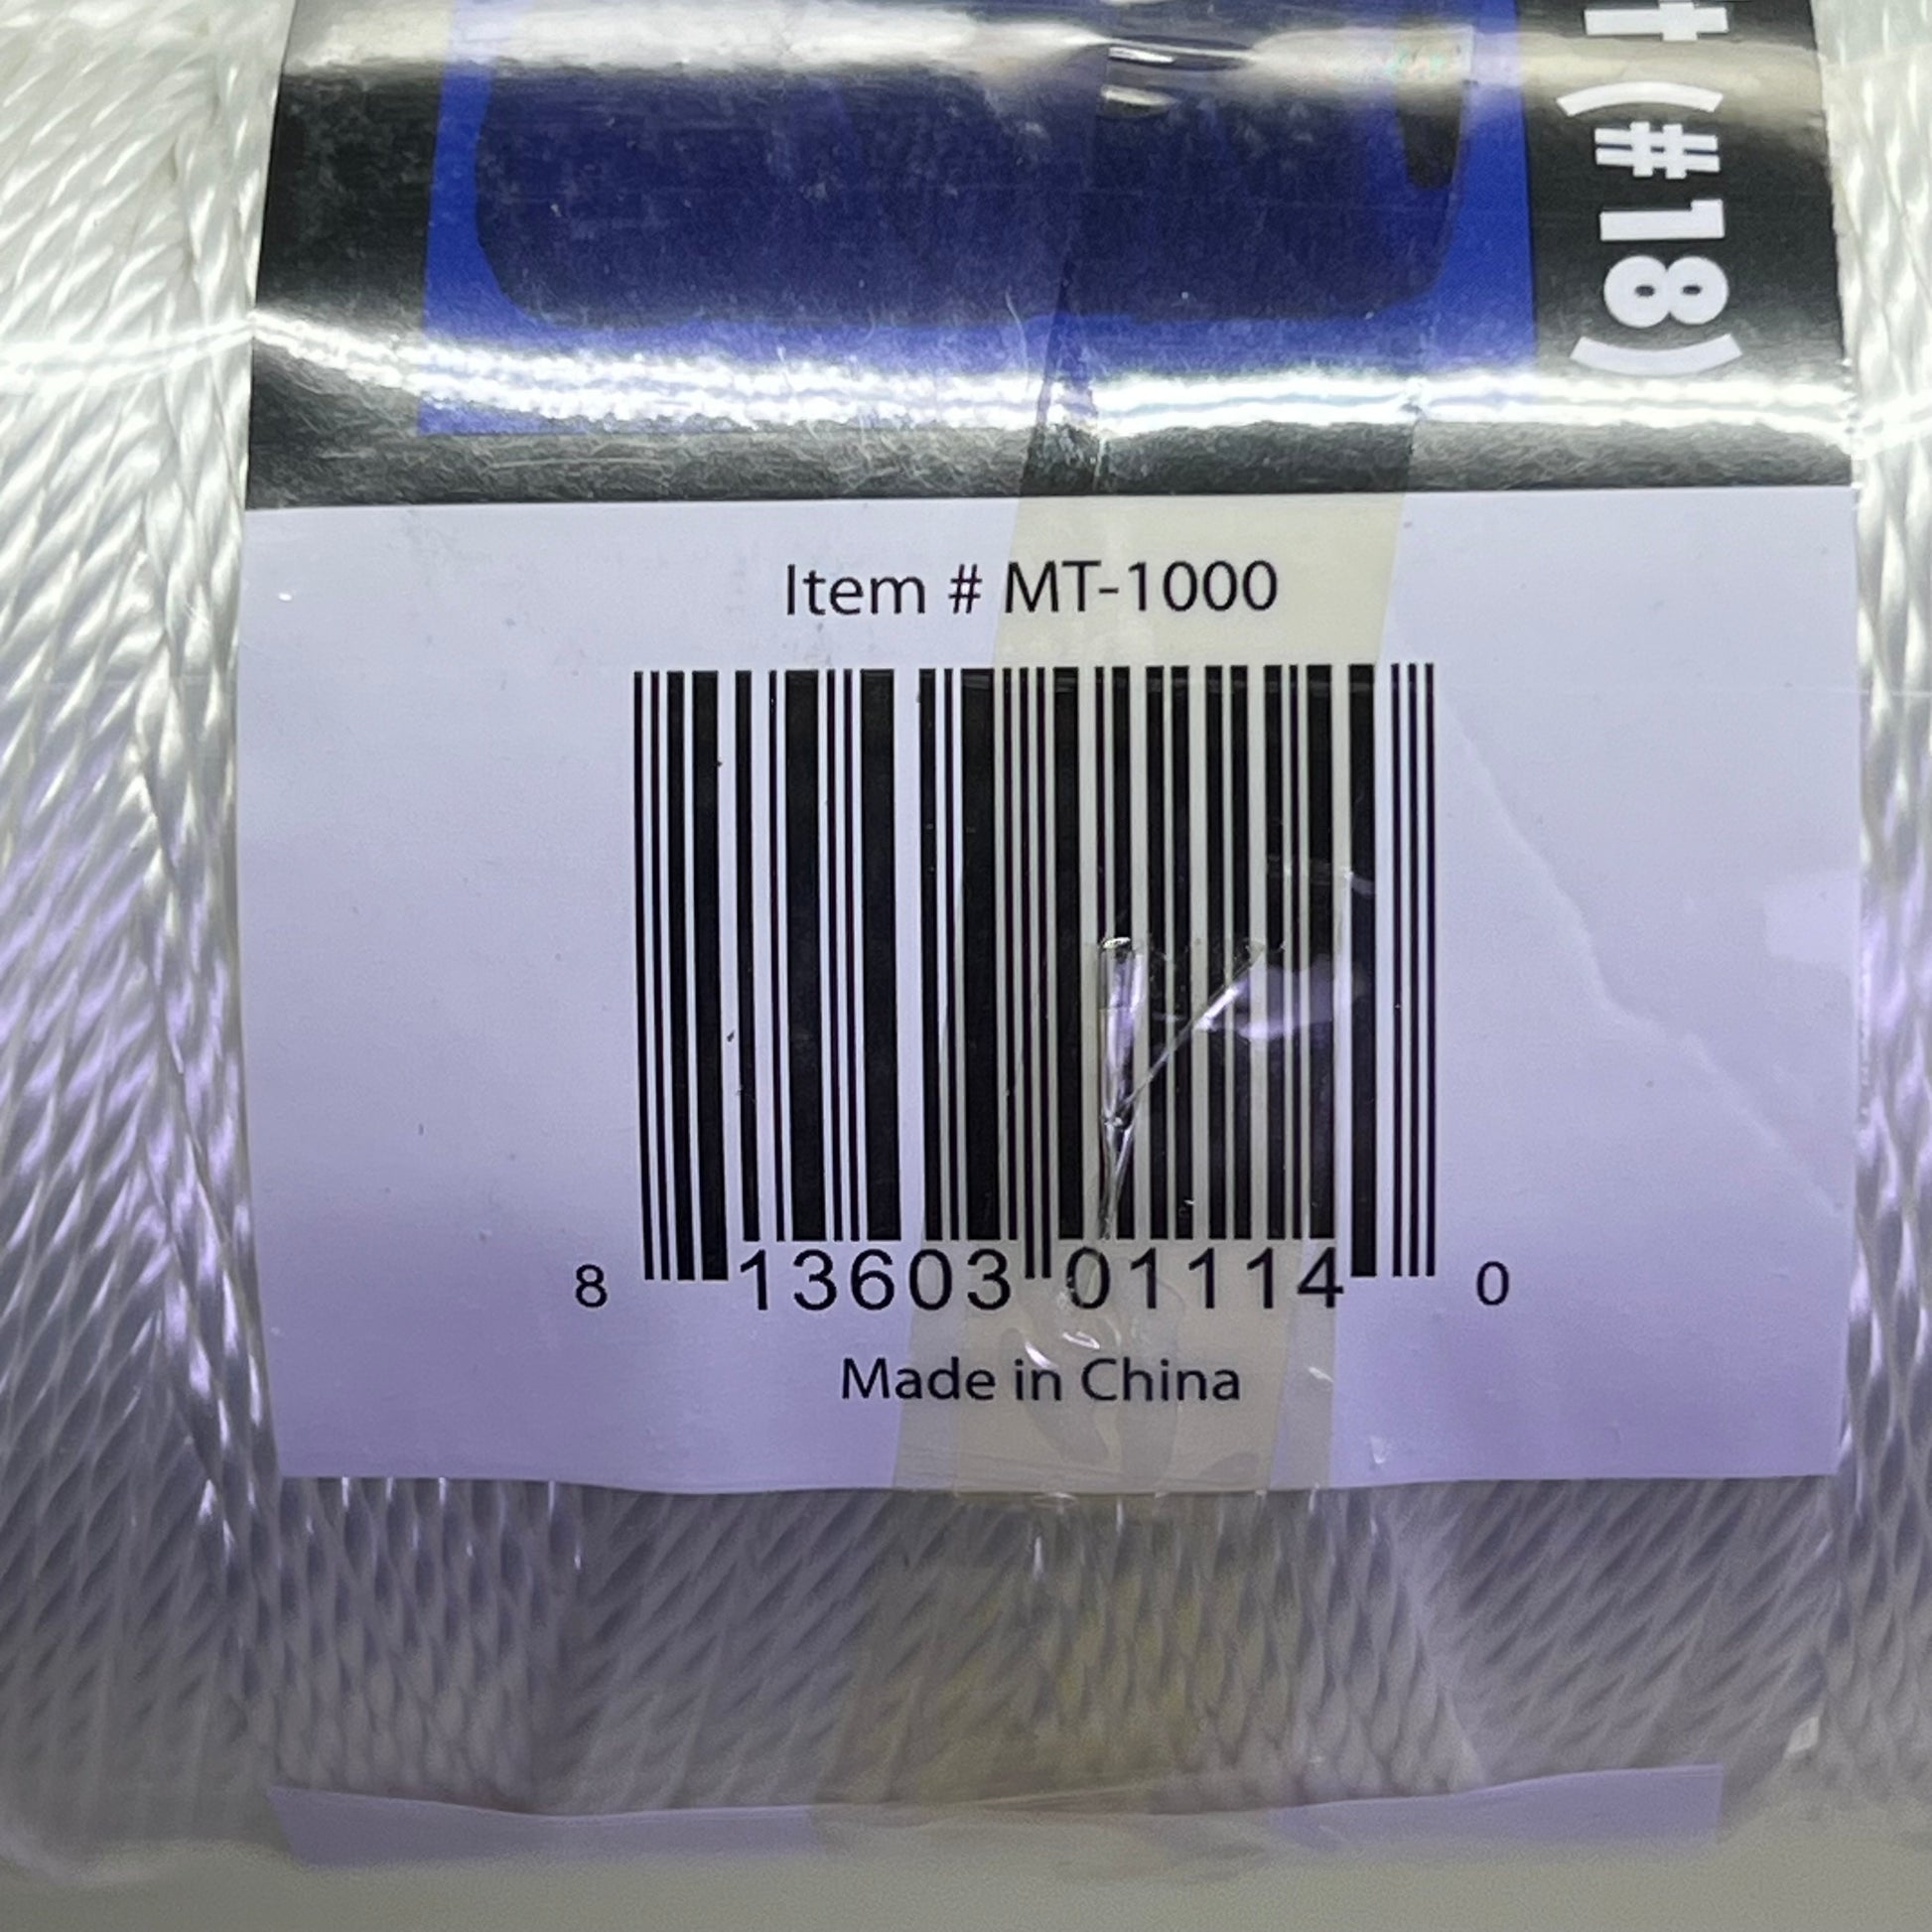 (#18)
Item # MT-1000
8 13603 01114 0
Made in China